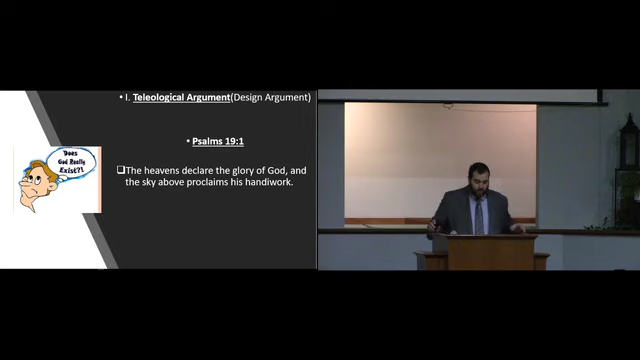 • I. Teleological Argument(Design Argument)
• Psalms 19:1
❑The heavens declare the glory of God, and
the sky above proclaims his handiwork.
Does
God Really
Exist?!